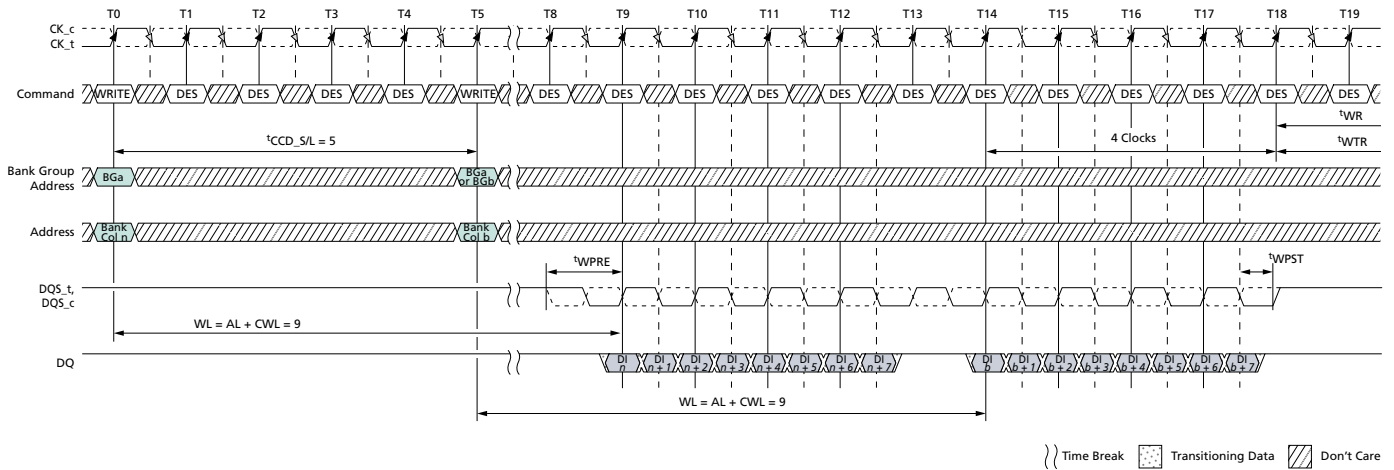 T0 T1 T2 T3 T4 T5 T8 T9 T10 T11 T12 T13 T14 T15 T16 T17 T18 T19
CK_c
CK_t
Command WRITE DES DES DES DES WRITE DES DES DES DES DES DES DES DES DES DES DES DES
tWR
tCCD_S/L = 5
4 Clocks
tWTR
Bank Group
Address
BGa
BGa
or BGb
Address
Bank
Col n
Bank
Col b
tWPRE
tWPST
DQS_t,
DQS_c
WL = AL + CWL = 9
DQ
DI
n
DI
n + 1
DI
n + 2
DI
n + 3
DI
n + 4
DI
n + 5
DI
n + 6
DI
n + 7
DI
b
DI
b + 1
DI
b + 2
DI
b + 3
DI
b + 4
DI
b + 5
DI
b + 6
DI
b + 7
WL = AL + CWL = 9
Time Break Transitioning Data Don't Care